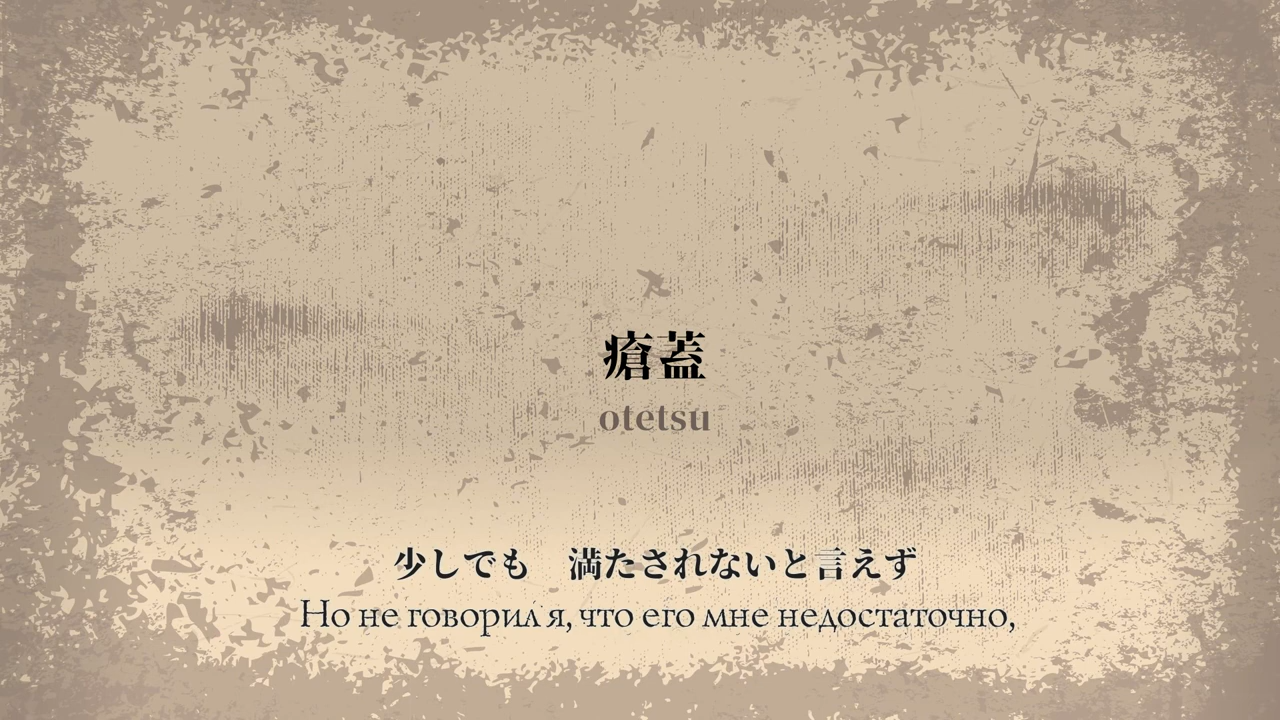 瘡蓋
otetsu
少しでも　満たされないと言えず
Но не говорил я, что его мне недостаточно,